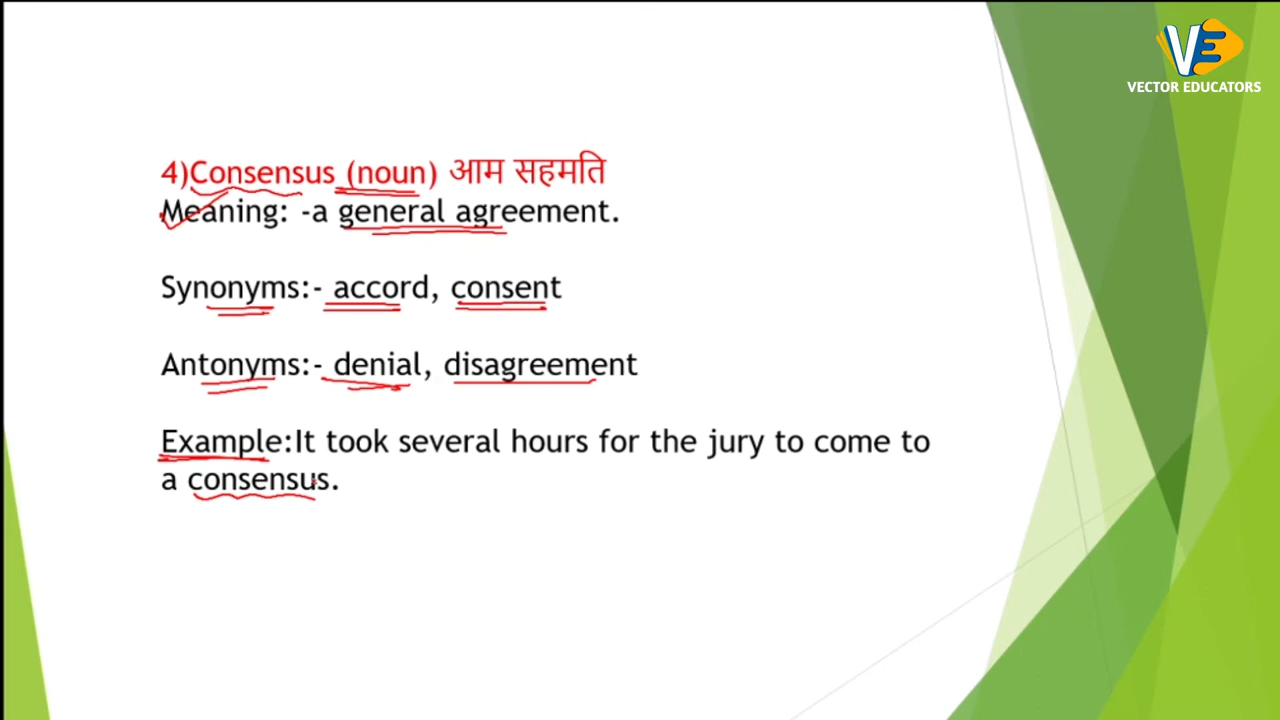 VE
VECTOR EDUCATORS
4)Consensus (noun) आम सहमति
Meaning: -a general agreement.
Synonyms:- accord, consent
Antonyms:- denial, disagreement
Example:It took several hours for the jury to come to
a consensus.